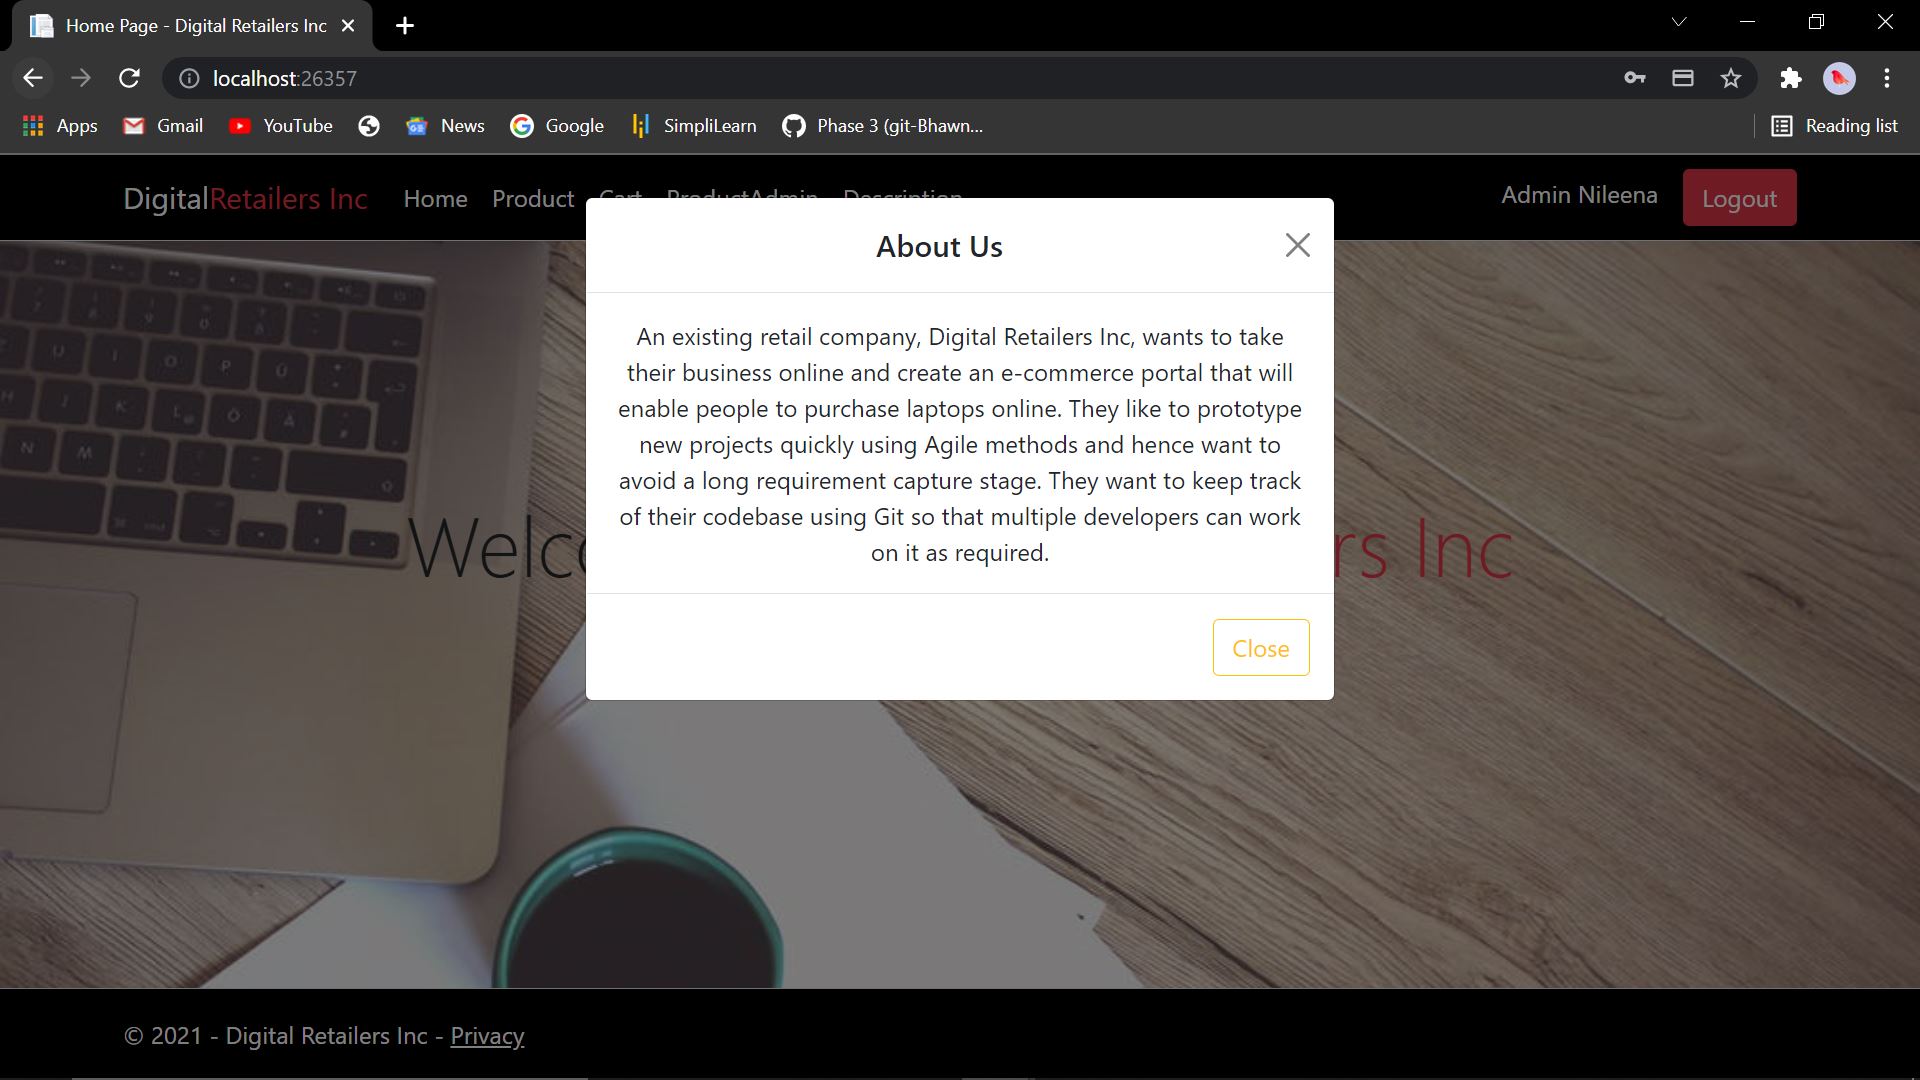 Home Page - Digital Retailers Inc
localhost:26357
Apps Gmail YouTube News Google SimpliLearn Phase 3 (git-Bhawn... Reading list
DigitalRetailers Inc Home Product Cart ProductAdmin Description Admin Nileena Logout
About Us
An existing retail company, Digital Retailers Inc, wants to take
their business online and create an e-commerce portal that will
enable people to purchase laptops online. They like to prototype
new projects quickly using Agile methods and hence want to
avoid a long requirement capture stage. They want to keep track
of their codebase using Git so that multiple developers can work
on it as required.
Welc rs Inc
Close
© 2021 - Digital Retailers Inc - Privacy